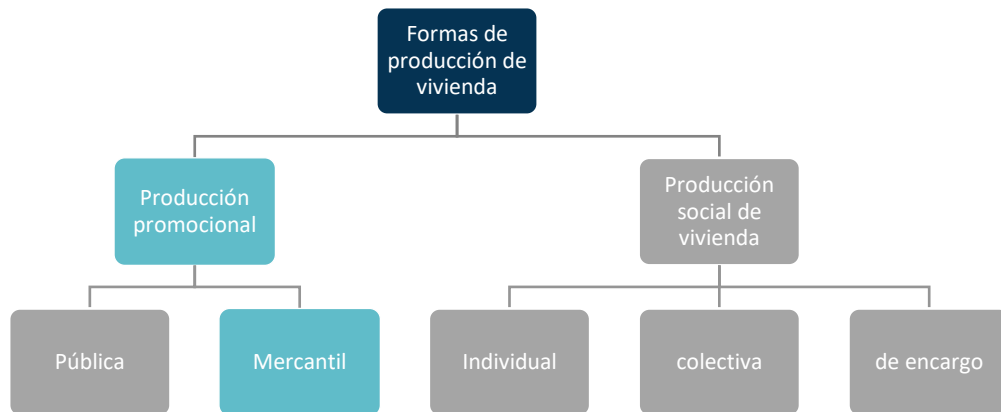 Formas de
producción de
vivienda
Producción
promocional
Producción
social de
vivienda
Pública
Mercantil
Individual
colectiva
de encargo